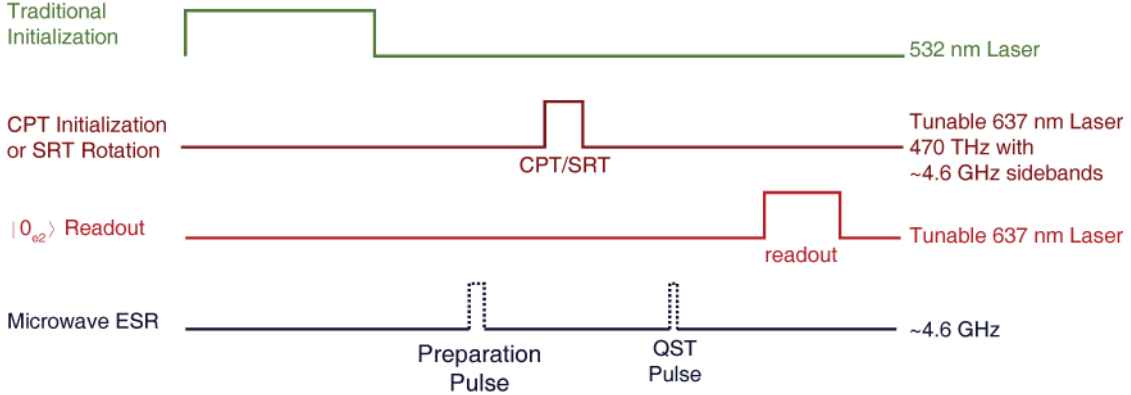 Traditional
Initialization
532 nm Laser
CPT Initialization
or SRT Rotation
CPT/SRT
Tunable 637 nm Laser
470 THz with
~4.6 GHz sidebands
|0e2⟩ Readout
readout
Tunable 637 nm Laser
Microwave ESR
Preparation
Pulse
QST
Pulse
~4.6 GHz